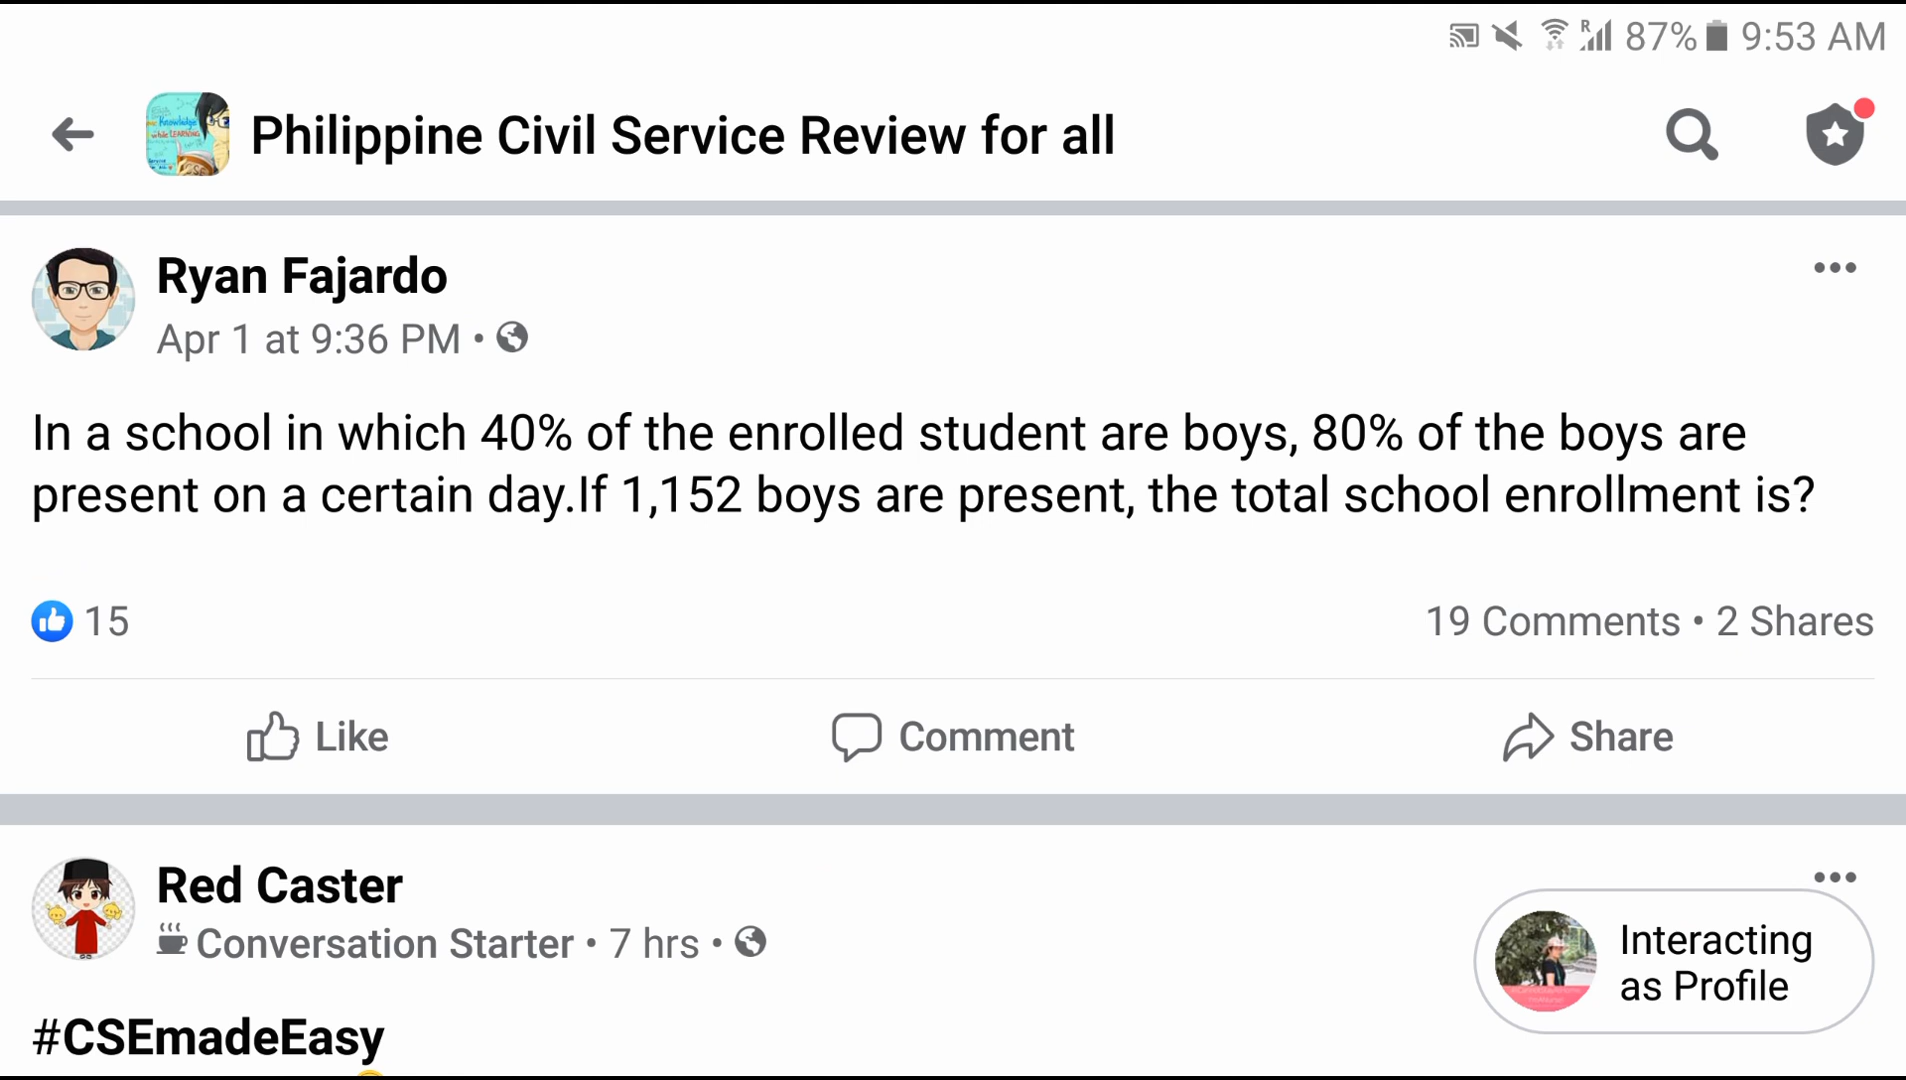 87% 9:53 AM
Philippine Civil Service Review for all
Ryan Fajardo
Apr 1 at 9:36 PM •
In a school in which 40% of the enrolled student are boys, 80% of the boys are
present on a certain day.If 1,152 boys are present, the total school enrollment is?
15
19 Comments • 2 Shares
Like
Comment
Share
Red Caster
Conversation Starter • 7 hrs •
Interacting
as Profile
#CSEmadeEasy